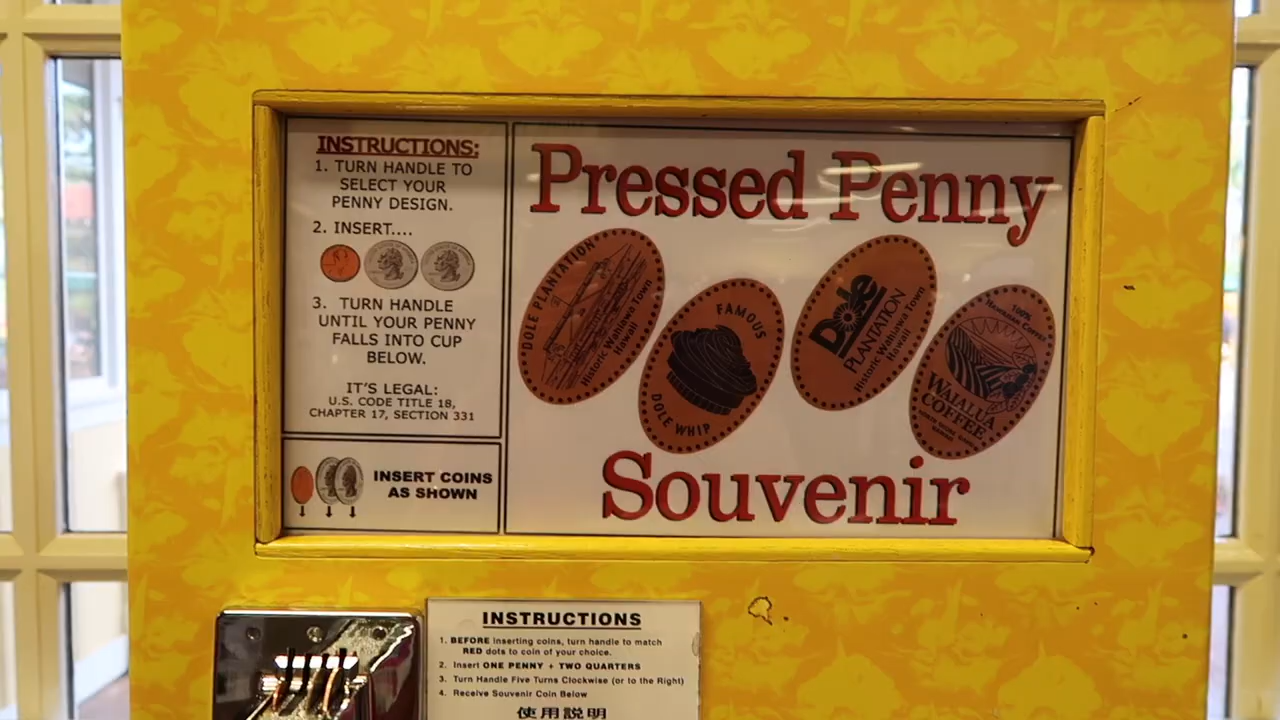 INSTRUCTIONS:
1. TURN HANDLE TO
SELECT YOUR
PENNY DESIGN.
2. INSERT....
3. TURN HANDLE
UNTIL YOUR PENNY
FALLS INTO CUP
BELOW.
IT'S LEGAL:
U.S. CODE TITLE 18,
CHAPTER 17, SECTION 331
INSERT COINS
AS SHOWN
Pressed Penny
DOLE PLANTATION
Historic Wahiawa Town
Hawaii
FAMOUS
DOLE WHIP
Dole
PLANTATION
Historic Wahiawa Town
Hawaii
100%
HAWAIIAN COFFEE
WAIALUA
COFFEE
Souvenir
INSTRUCTIONS
1. BEFORE inserting coins, turn handle to match
RED dots to coin of your choice.
2. Insert ONE PENNY + TWO QUARTERS
3. Turn Handle Five Turns Clockwise (or to the Right)
4. Receive Souvenir Coin Below
使用説明